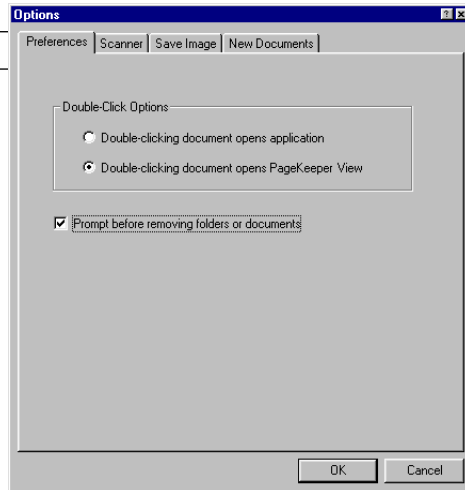 Options
Preferences Scanner Save Image New Documents
Double-Click Options
Double-clicking document opens application
Double-clicking document opens PageKeeper View
Prompt before removing folders or documents
OK Cancel